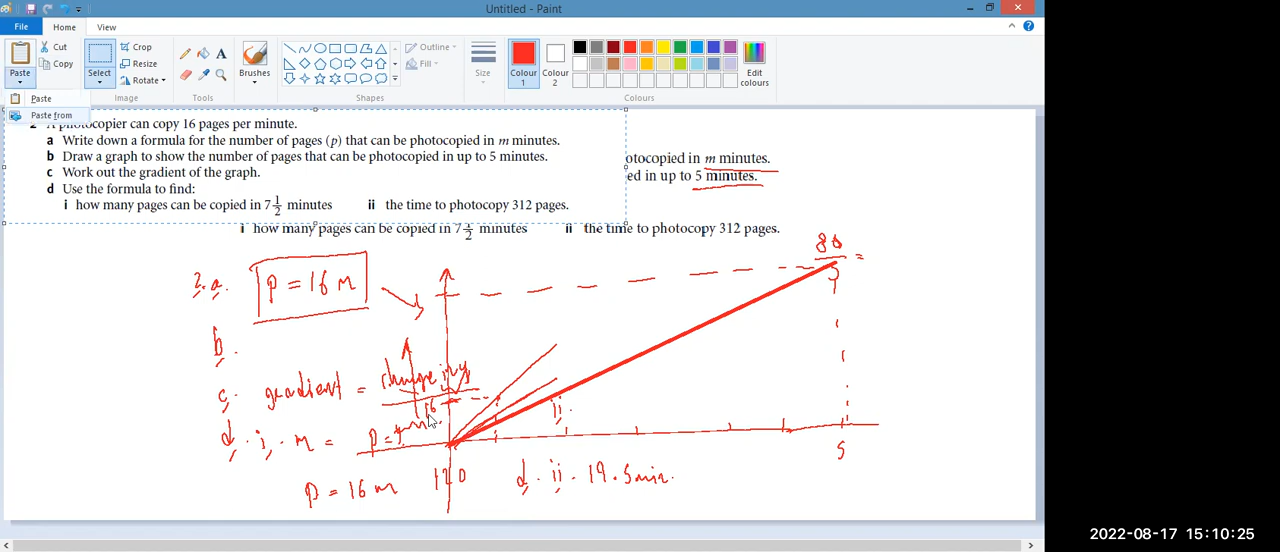 Untitled - Paint
File Home View
Paste Cut Copy
Select Crop Resize Rotate
Brushes
Outline Fill
Size
Colour 1 Colour 2
Edit colours
Image Tools Shapes Colours
Paste
Paste from
2 A photocopier can copy 16 pages per minute.
a Write down a formula for the number of pages (p) that can be photocopied in m minutes.
b Draw a graph to show the number of pages that can be photocopied in up to 5 minutes.
otocopied in m minutes.
c Work out the gradient of the graph.
ed in up to 5 minutes.
d Use the formula to find:
i how many pages can be copied in 7 1/2 minutes ii the time to photocopy 312 pages.
i how many pages can be copied in 7 1/2 minutes ii the time to photocopy 312 pages.
80
=
2. a. P = 16 m
b.
c. gradient = change in y
16
d. i. m = P =
5
P = 16 m 120 d. ii. 19.5 min.
2022-08-17 15:10:25